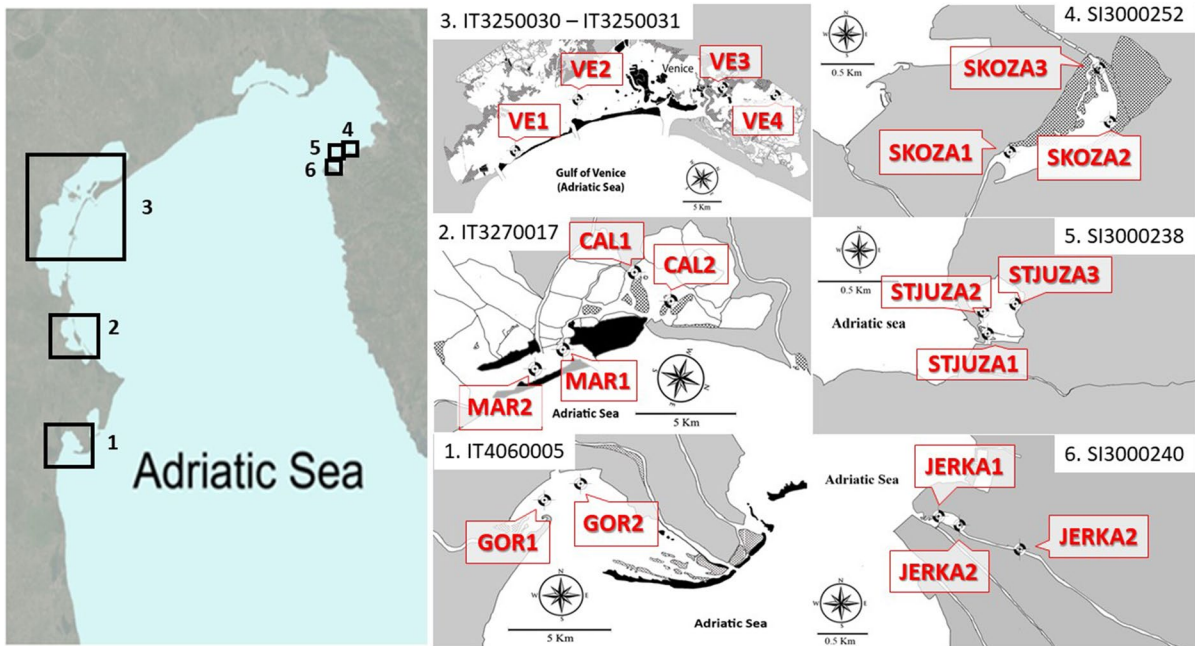 4
5
6
3
2
1
Adriatic Sea
3. IT3250030 – IT3250031
VE2
Venice
VE3
VE1
VE4
Gulf of Venice
(Adriatic Sea)
5 Km
4. SI3000252
N
W
E
S
0.5 Km
SKOZA3
SKOZA1
SKOZA2
2. IT3270017
CAL1
CAL2
MAR1
MAR2
Adriatic Sea
5 Km
5. SI3000238
N
W
E
S
0.5 Km
STJUZA3
STJUZA2
Adriatic sea
STJUZA1
1. IT4060005
GOR2
GOR1
N
W
E
S
5 Km
Adriatic Sea
6. SI3000240
Adriatic Sea
JERKA1
JERKA2
JERKA2
N
W
E
S
0.5 Km